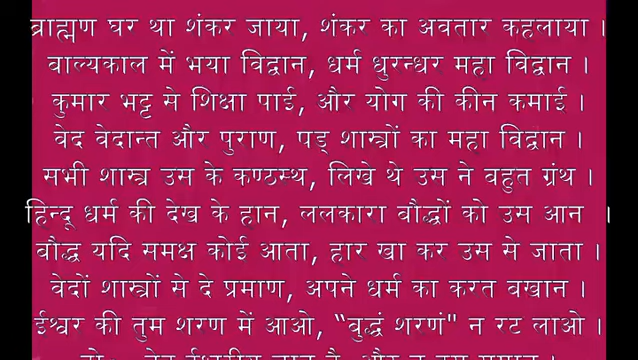 ब्राह्मण घर था शंकर जाया, शंकर का अवतार कहलाया ।
बाल्यकाल में भया विद्वान, धर्म धुरन्धर महा विद्वान ।
कुमार भट्ट से शिक्षा पाई, और योग की कीन कमाई ।
वेद वेदान्त और पुराण, षड् शास्त्रों का महा विद्वान ।
सभी शास्त्र उस के कण्ठस्थ, लिखे थे उस ने बहुत ग्रंथ ।
हिन्दू धर्म की देख के हान, ललकारा बौद्धों को उस आन ।
बौद्ध यदि समक्ष कोई आता, हार खा कर उस से जाता ।
वेदों शास्त्रों से दे प्रमाण, अपने धर्म का करत बखान ।
ईश्वर की तुम शरण में आओ, “बुद्धं शरणं" न रट लाओ ।